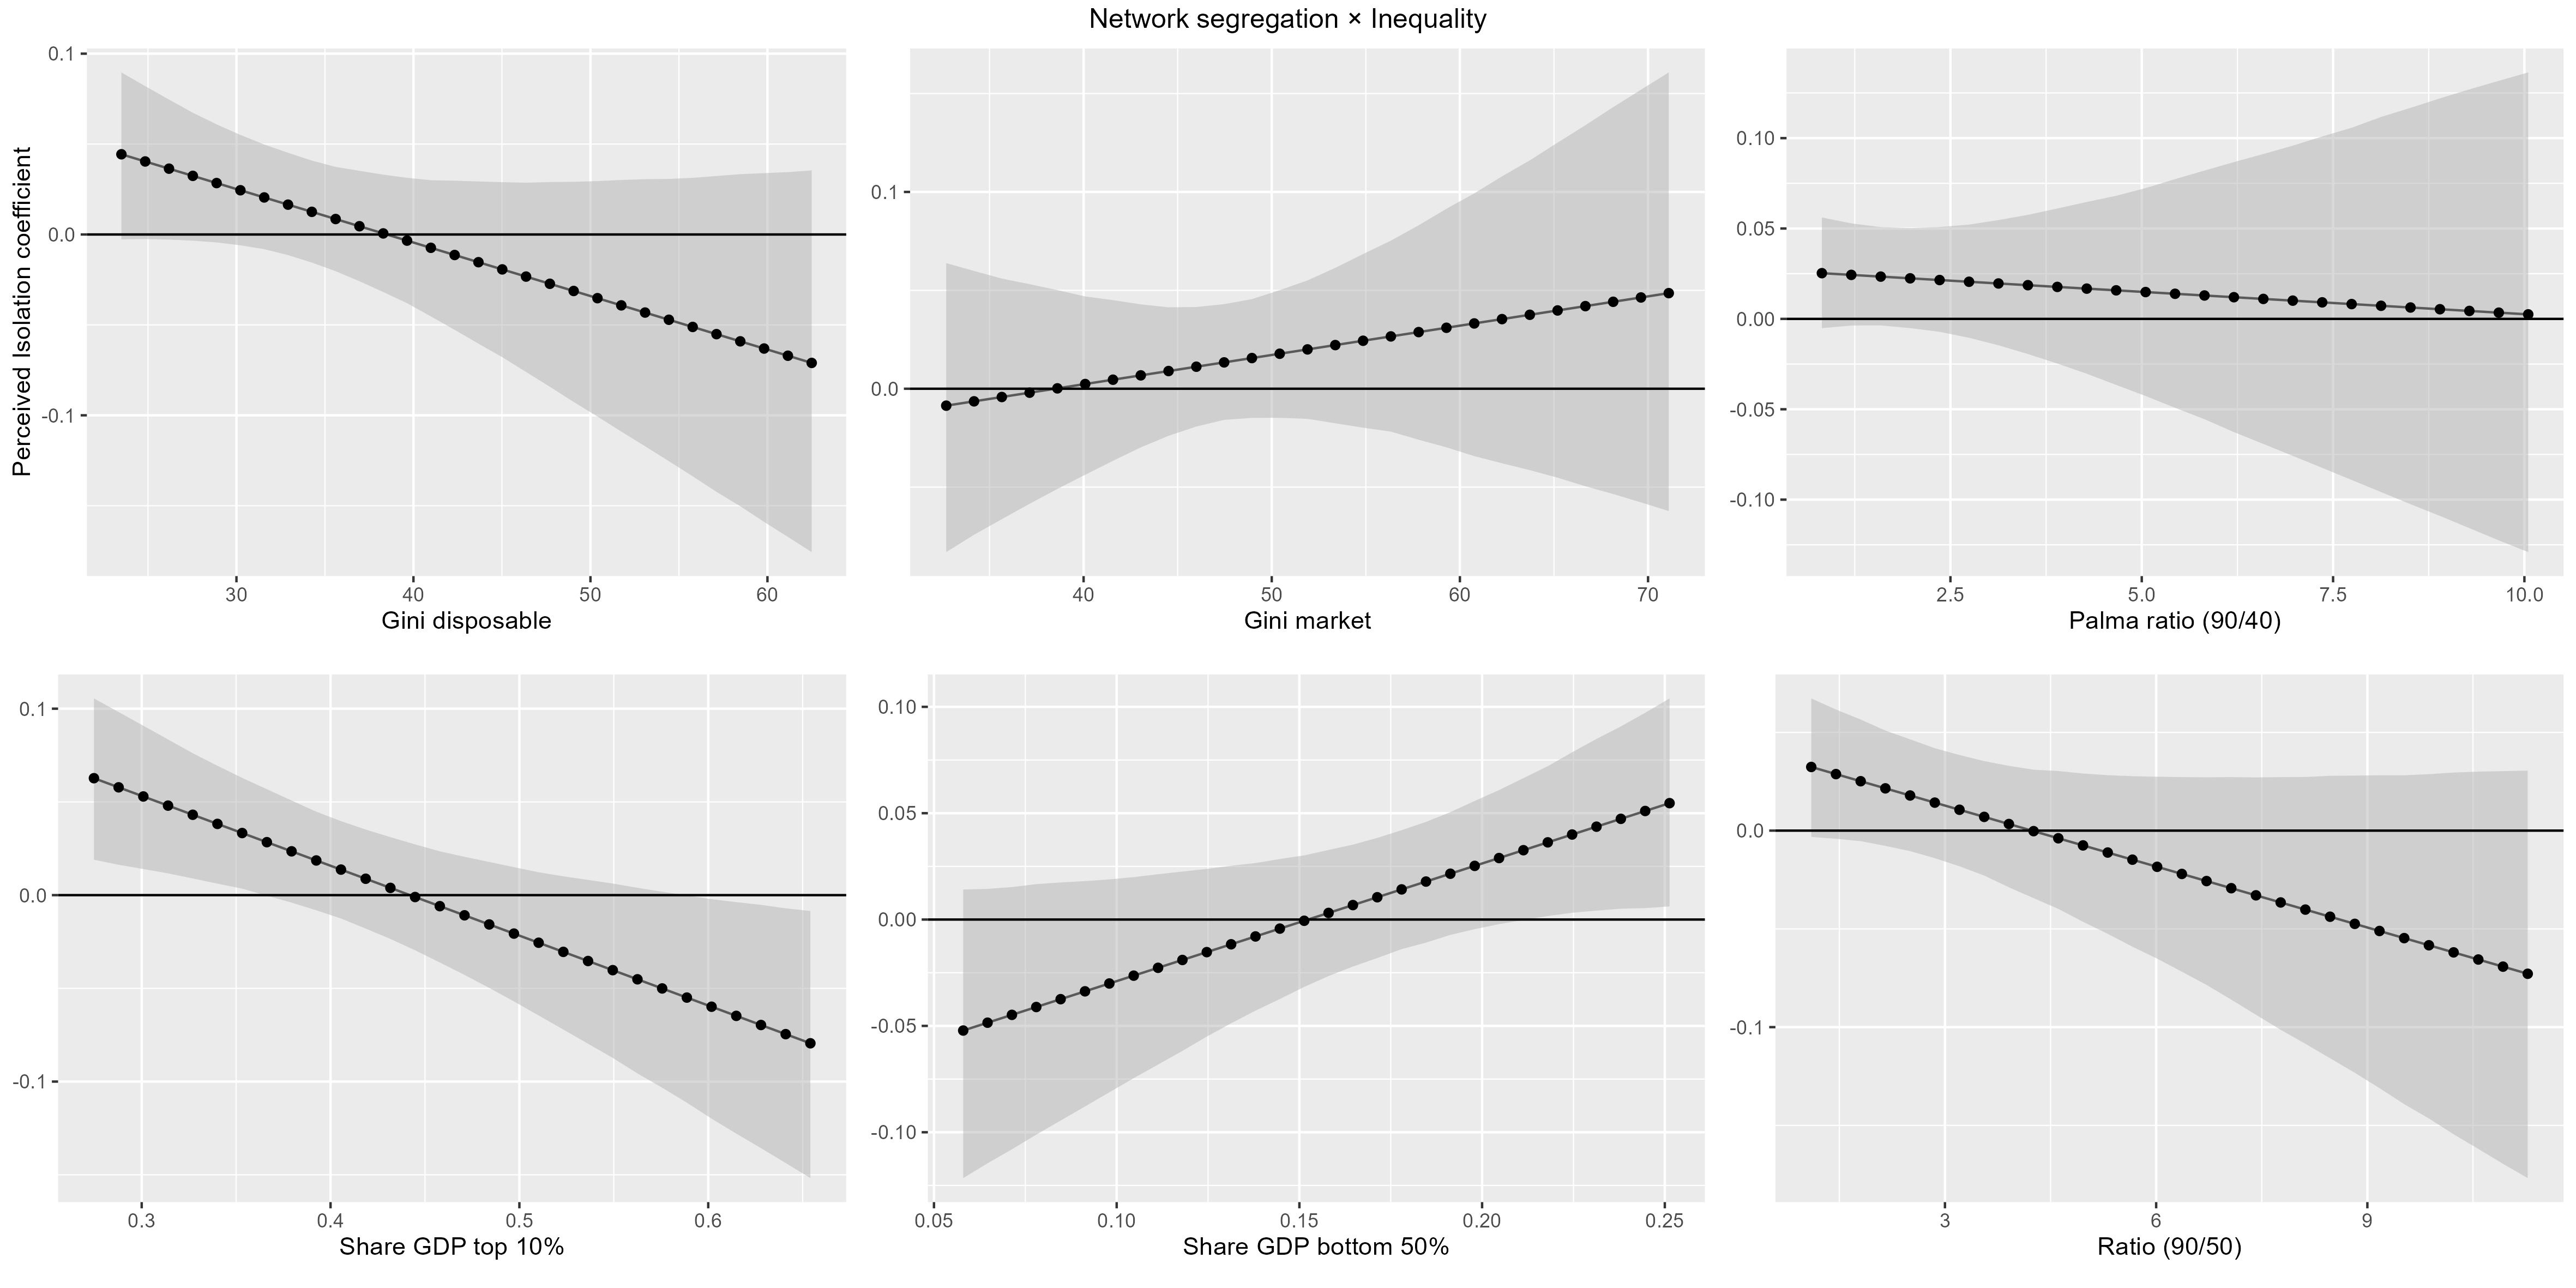 Network segregation × Inequality
Perceived Isolation coefficient
0.1
0.0
-0.1
30 40 50 60
Gini disposable
0.1
0.0
40 50 60 70
Gini market
0.10
0.05
0.00
-0.05
-0.10
2.5 5.0 7.5 10.0
Palma ratio (90/40)
0.1
0.0
-0.1
0.3 0.4 0.5 0.6
Share GDP top 10%
0.10
0.05
0.00
-0.05
-0.10
0.05 0.10 0.15 0.20 0.25
Share GDP bottom 50%
0.0
-0.1
3 6 9
Ratio (90/50)